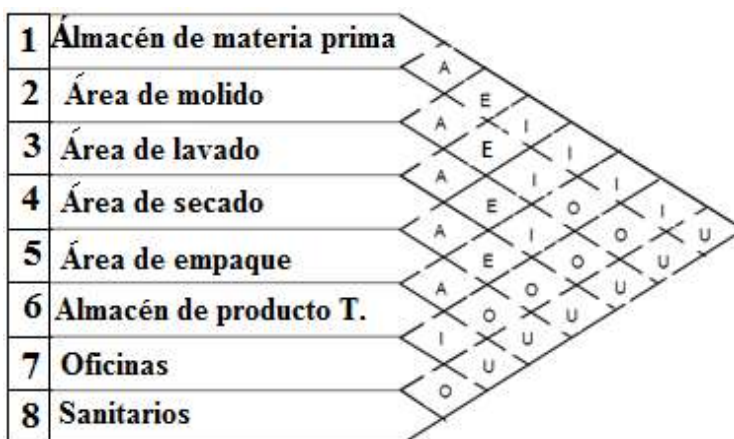 1 Álmacén de materia prima
2 Área de molido
3 Área de lavado
4 Área de secado
5 Área de empaque
6 Almacén de producto T.
7 Oficinas
8 Sanitarios
A E I I I I U
A E I O O U
A E I O U
A E O U
A O U
I U
O